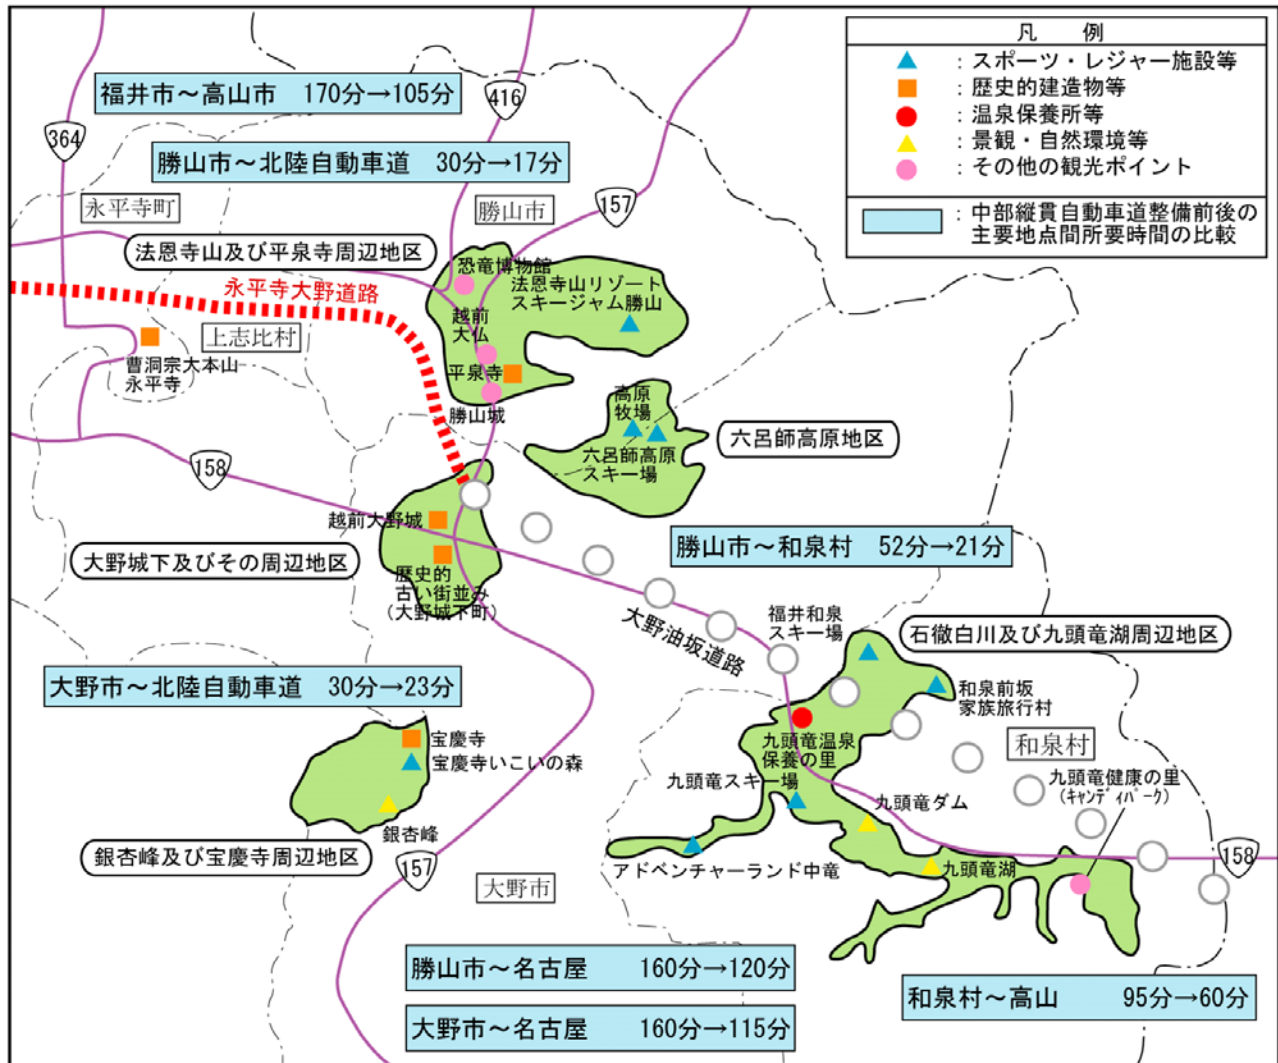 凡　例
：スポーツ・レジャー施設等
：歴史的建造物等
：温泉保養所等
：景観・自然環境等
：その他の観光ポイント
：中部縦貫自動車道整備前後の
主要地点間所要時間の比較
福井市～高山市　170分→105分
416
364
勝山市～北陸自動車道　30分→17分
永平寺町
勝山市
157
法恩寺山及び平泉寺周辺地区
恐竜博物館
法恩寺山リゾート
スキージャム勝山
永平寺大野道路
越前
大仏
上志比村
曹洞宗大本山
永平寺
平泉寺
勝山城
高原
牧場
六呂師高原地区
六呂師高原
スキー場
158
越前大野城
大野城下及びその周辺地区
歴史的
古い街並み
（大野城下町）
勝山市～和泉村　52分→21分
大野油坂道路
福井和泉
スキー場
石徹白川及び九頭竜湖周辺地区
大野市～北陸自動車道　30分→23分
和泉前坂
家族旅行村
宝慶寺
宝慶寺いこいの森
銀杏峰
銀杏峰及び宝慶寺周辺地区
九頭竜温泉
保養の里
和泉村
九頭竜スキー場
九頭竜ダム
九頭竜健康の里
（ｷｬﾝﾃﾞｨﾊﾟｰｸ）
157
アドベンチャーランド中竜
九頭竜湖
158
大野市
勝山市～名古屋　160分→120分
和泉村～高山　95分→60分
大野市～名古屋　160分→115分